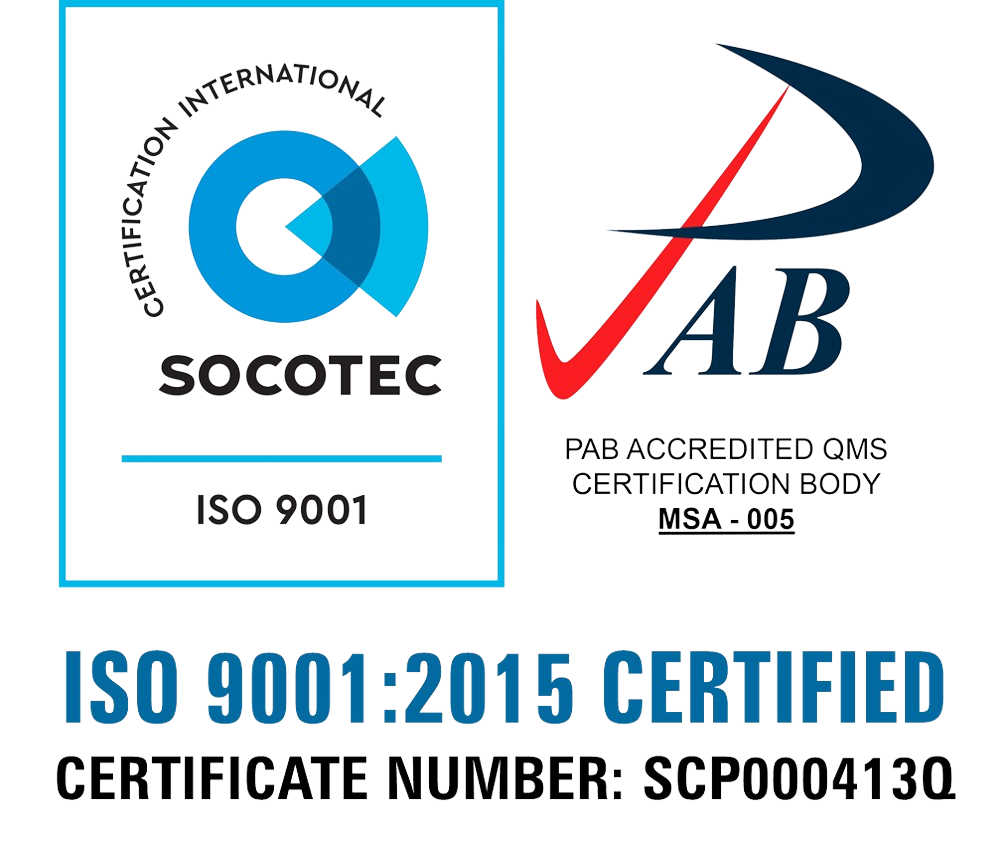 CERTIFICATION INTERNATIONAL
SOCOTEC
ISO 9001
PAB
PAB ACCREDITED QMS
CERTIFICATION BODY
MSA - 005
ISO 9001:2015 CERTIFIED
CERTIFICATE NUMBER: SCP000413Q